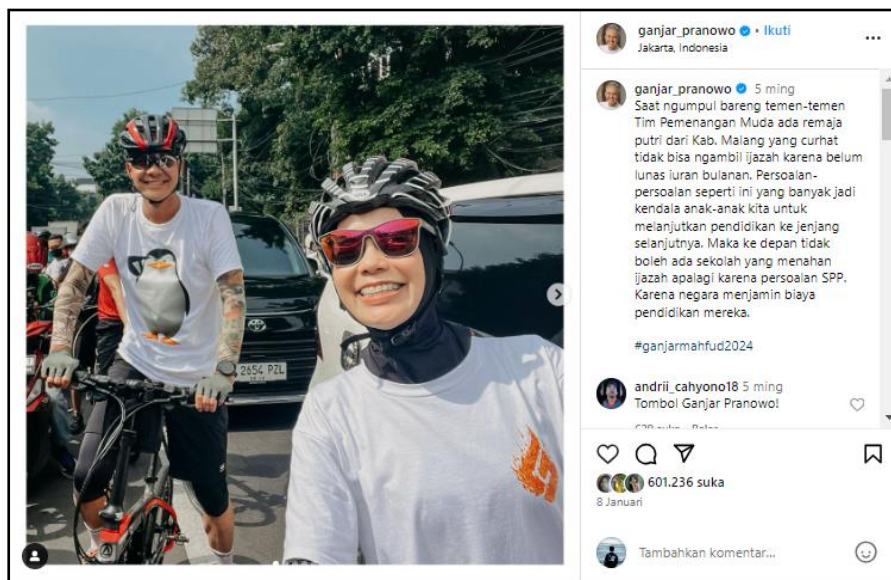 ganjar_pranowo • Ikuti
Jakarta, Indonesia
ganjar_pranowo 5 ming
Saat ngumpul bareng temen-temen
Tim Pemenangan Muda ada remaja
putri dari Kab. Malang yang curhat
tidak bisa ngambil ijazah karena belum
lunas iuran bulanan. Persoalan-
persoalan seperti ini yang banyak jadi
kendala anak-anak kita untuk
melanjutkan pendidikan ke jenjang
selanjutnya. Maka ke depan tidak
boleh ada sekolah yang menahan
ijazah apalagi karena persoalan SPP.
Karena negara menjamin biaya
pendidikan mereka.
#ganjarmahfud2024
andrii_cahyono18 5 ming
Tombol Ganjar Pranowo!
601.236 suka
8 Januari
Tambahkan komentar...
2654 PZL